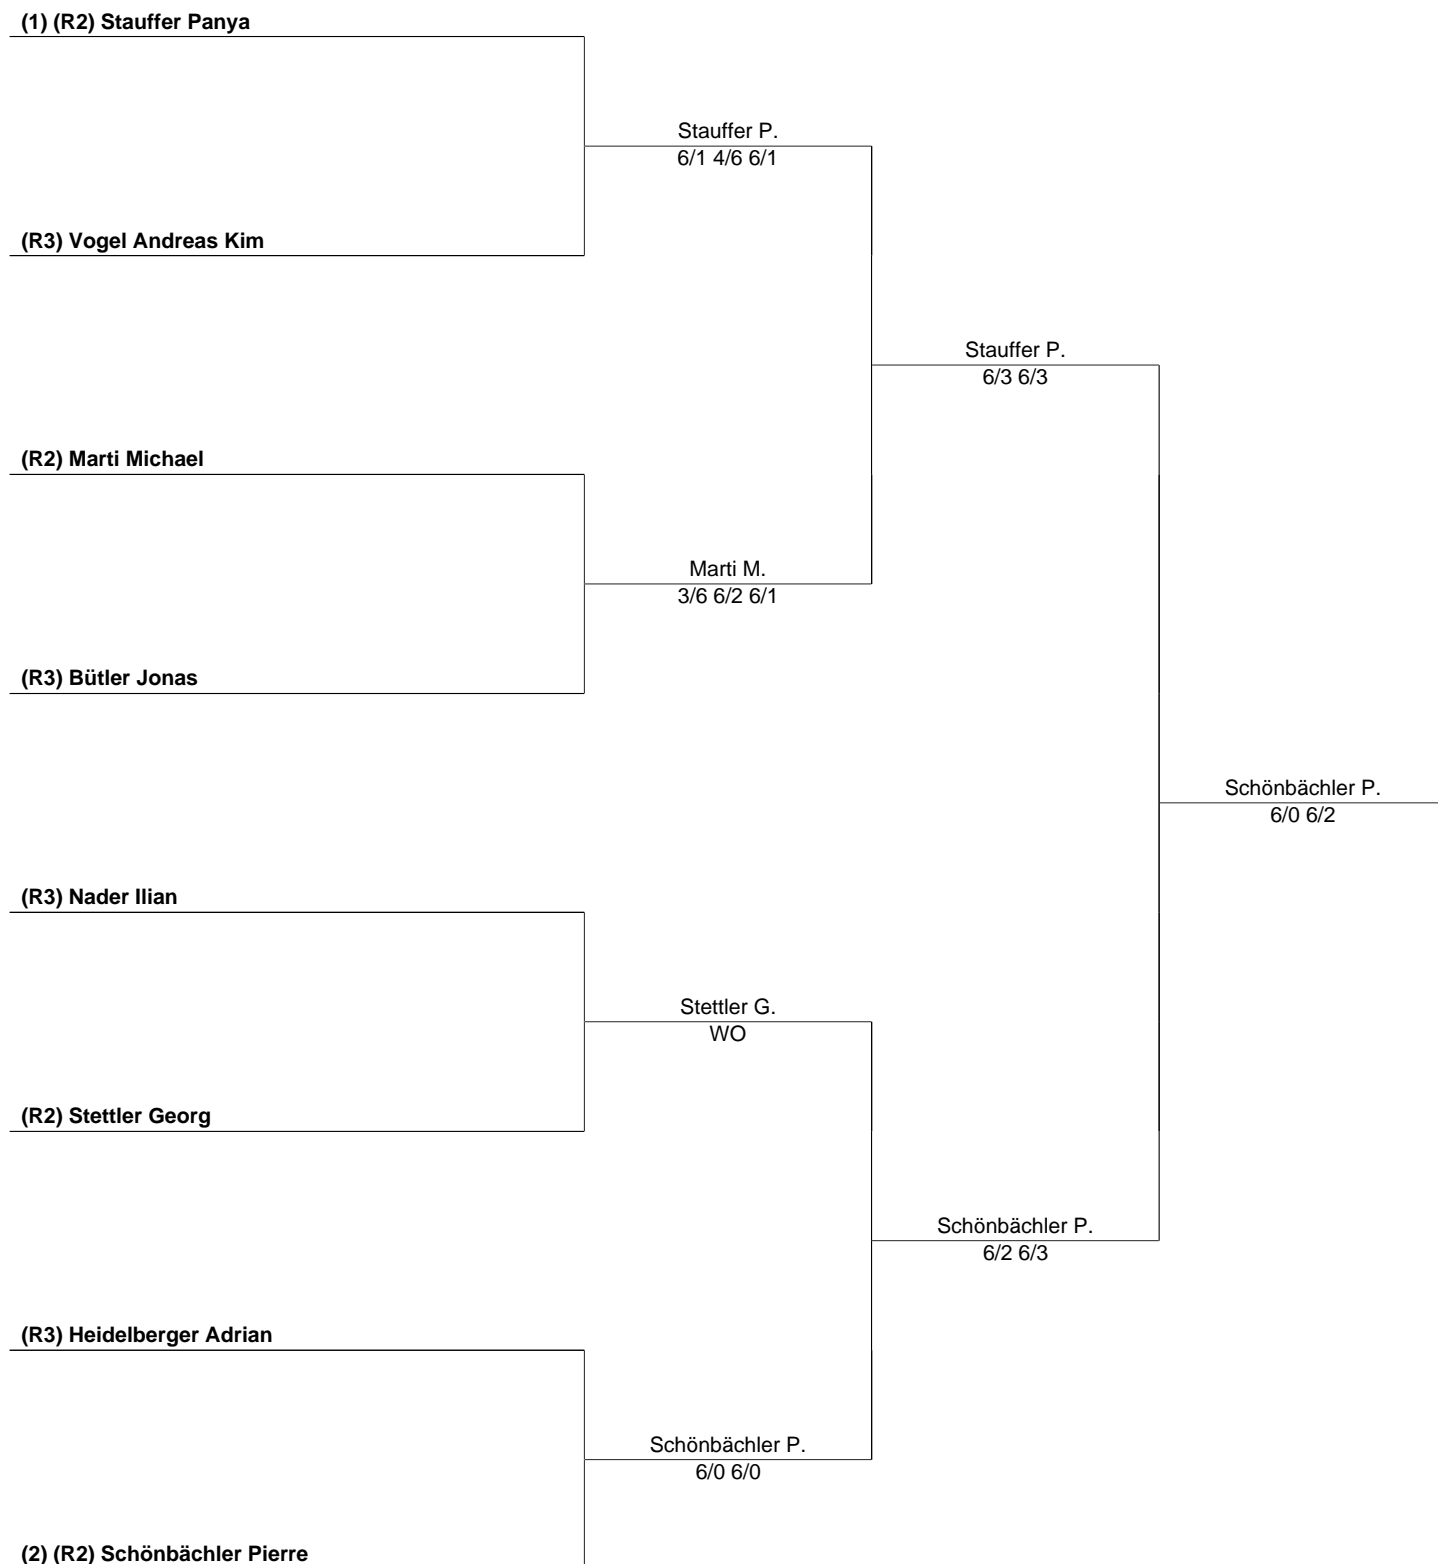 (1) (R2) Stauffer Panya
Stauffer P.
6/1 4/6 6/1
(R3) Vogel Andreas Kim
Stauffer P.
6/3 6/3
(R2) Marti Michael
Marti M.
3/6 6/2 6/1
(R3) Bütler Jonas
Schönbächler P.
6/0 6/2
(R3) Nader Ilian
Stettler G.
WO
(R2) Stettler Georg
Schönbächler P.
6/2 6/3
(R3) Heidelberger Adrian
Schönbächler P.
6/0 6/0
(2) (R2) Schönbächler Pierre